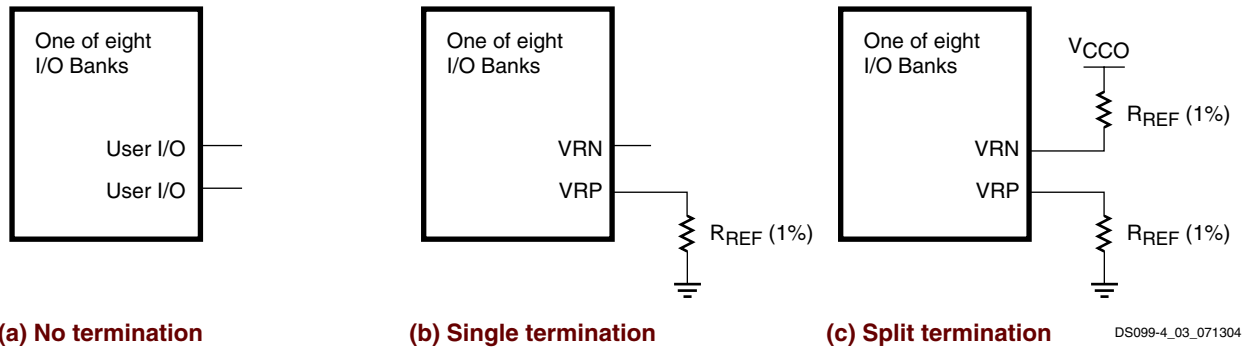 One of eight
I/O Banks
User I/O
User I/O
(a) No termination
One of eight
I/O Banks
VRN
VRP
RREF (1%)
(b) Single termination
One of eight
I/O Banks
VCCO
RREF (1%)
VRN
VRP
RREF (1%)
(c) Split termination
DS099-4_03_071304